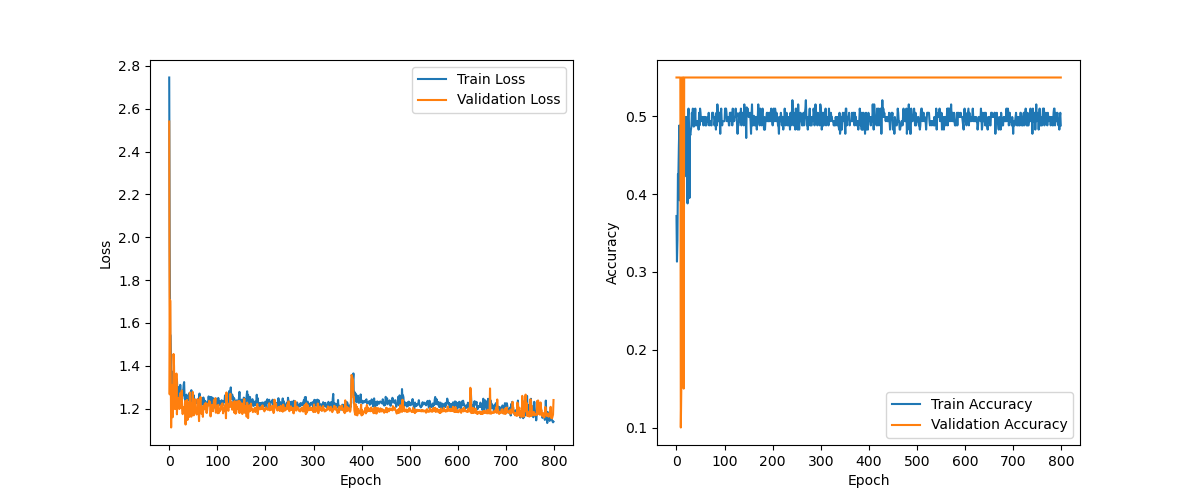 2.8
2.6
2.4
2.2
2.0
1.8
1.6
1.4
1.2
Loss
0 100 200 300 400 500 600 700 800
Epoch
Train Loss
Validation Loss
0.5
0.4
0.3
0.2
0.1
Accuracy
0 100 200 300 400 500 600 700 800
Epoch
Train Accuracy
Validation Accuracy